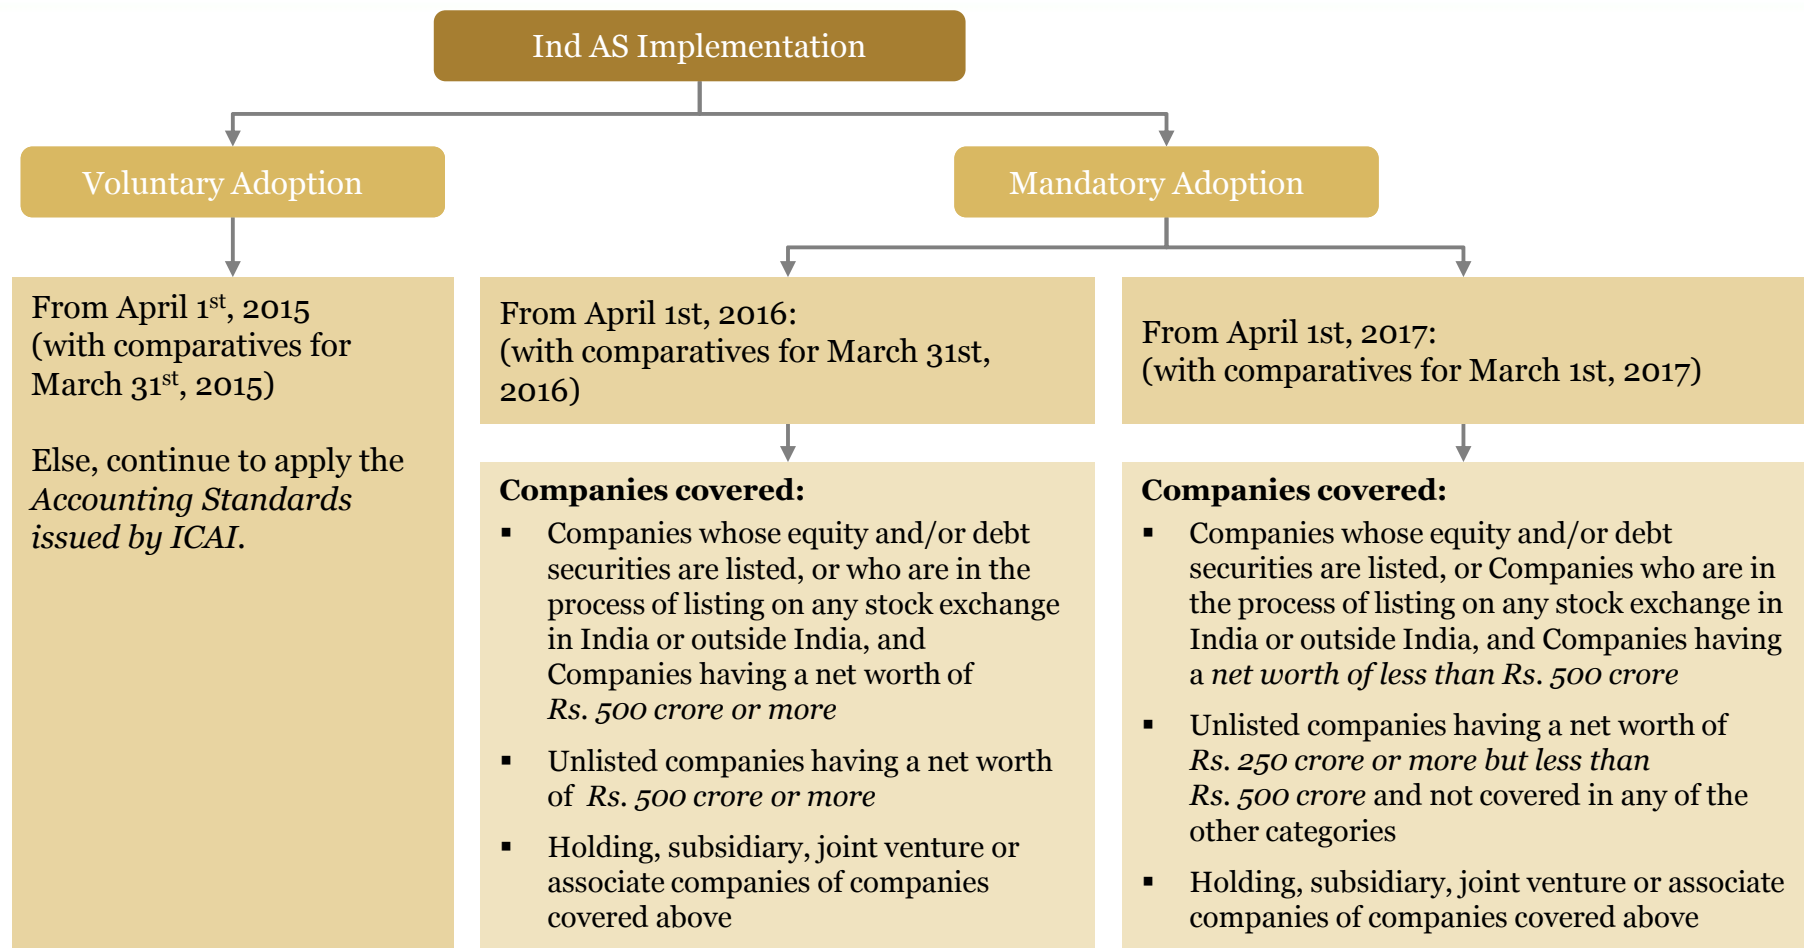 Ind AS Implementation
Voluntary Adoption
Mandatory Adoption
From April 1st, 2015
(with comparatives for
March 31st, 2015)
Else, continue to apply the
Accounting Standards
issued by ICAI.
From April 1st, 2016:
(with comparatives for March 31st,
2016)
Companies covered:
▪ Companies whose equity and/or debt
securities are listed, or who are in the
process of listing on any stock exchange
in India or outside India, and
Companies having a net worth of
Rs. 500 crore or more
▪ Unlisted companies having a net worth
of Rs. 500 crore or more
▪ Holding, subsidiary, joint venture or
associate companies of companies
covered above
From April 1st, 2017:
(with comparatives for March 1st, 2017)
Companies covered:
▪ Companies whose equity and/or debt
securities are listed, or Companies who are in
the process of listing on any stock exchange in
India or outside India, and Companies having
a net worth of less than Rs. 500 crore
▪ Unlisted companies having a net worth of
Rs. 250 crore or more but less than
Rs. 500 crore and not covered in any of the
other categories
▪ Holding, subsidiary, joint venture or associate
companies of companies covered above